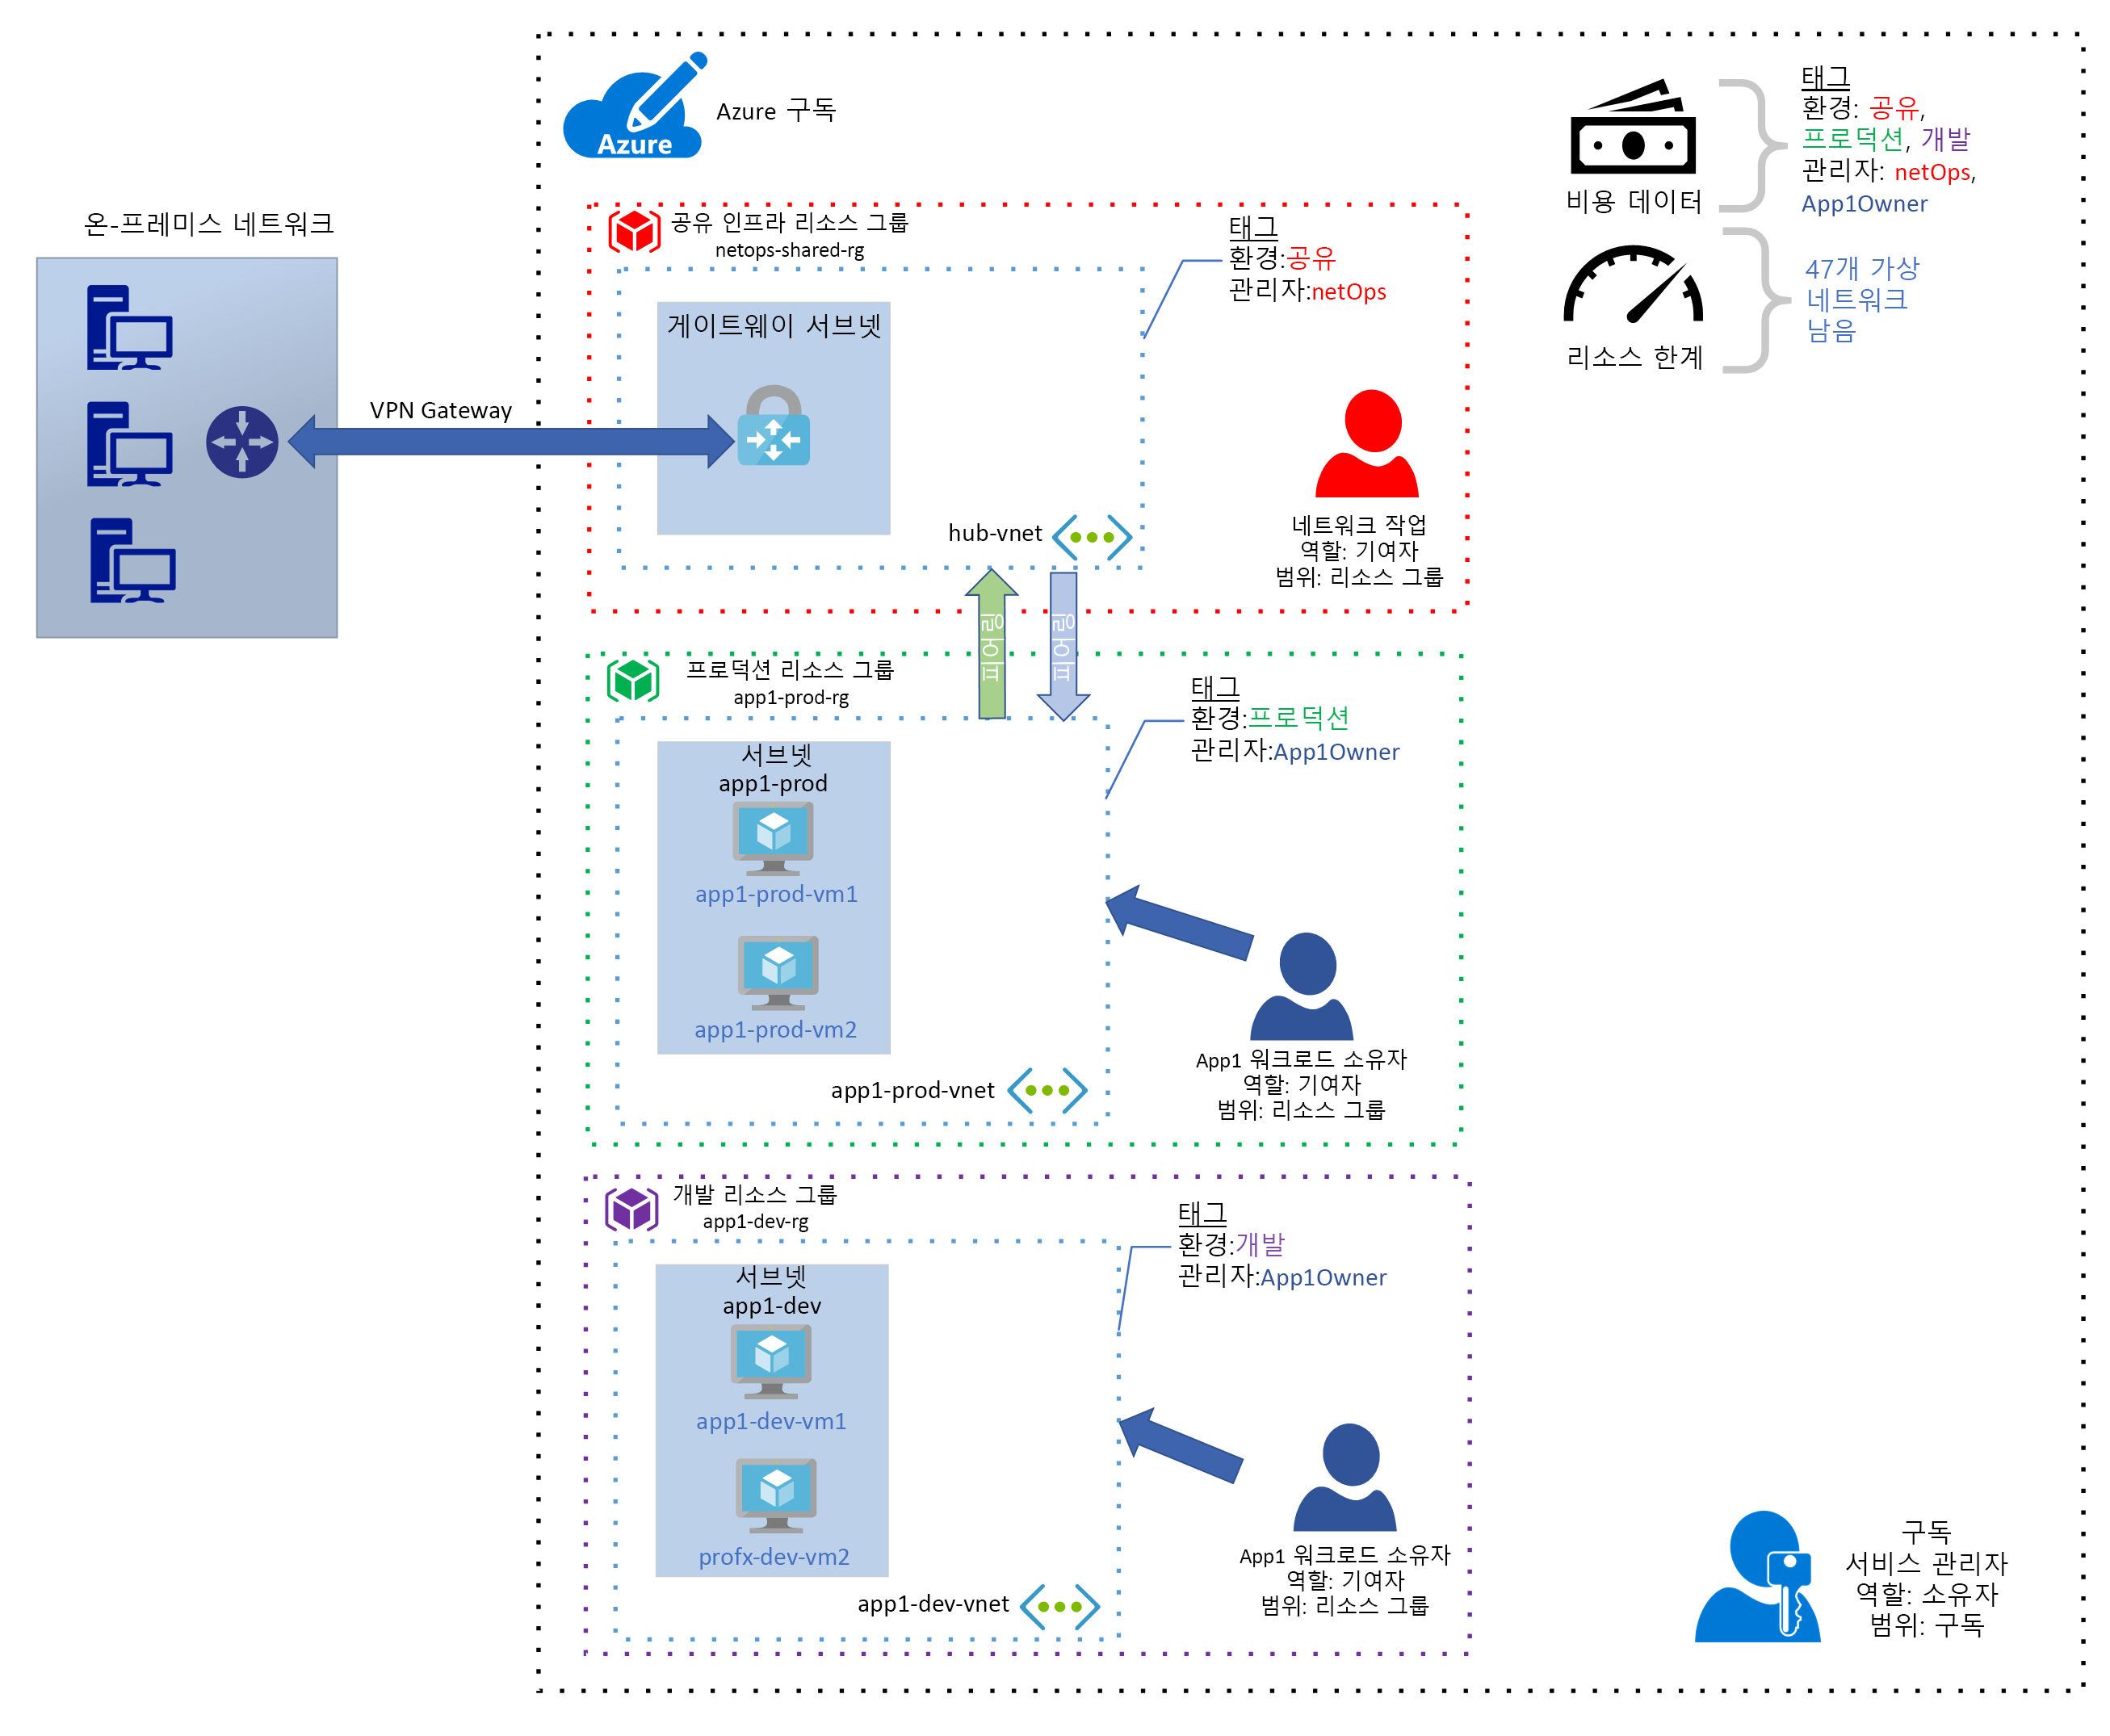 Azure
Azure 구독
비용 데이터
태그
환경: 공유,
프로덕션, 개발
관리자: netOps,
App1Owner
리소스 한계
47개 가상
네트워크
남음
온-프레미스 네트워크
VPN Gateway
공유 인프라 리소스 그룹
netops-shared-rg
게이트웨이 서브넷
hub-vnet
태그
환경:공유
관리자:netOps
네트워크 작업
역할: 기여자
범위: 리소스 그룹
피어링
피어링
프로덕션 리소스 그룹
app1-prod-rg
서브넷
app1-prod
app1-prod-vm1
app1-prod-vm2
app1-prod-vnet
태그
환경:프로덕션
관리자:App1Owner
App1 워크로드 소유자
역할: 기여자
범위: 리소스 그룹
개발 리소스 그룹
app1-dev-rg
서브넷
app1-dev
app1-dev-vm1
profx-dev-vm2
app1-dev-vnet
태그
환경:개발
관리자:App1Owner
App1 워크로드 소유자
역할: 기여자
범위: 리소스 그룹
구독
서비스 관리자
역할: 소유자
범위: 구독